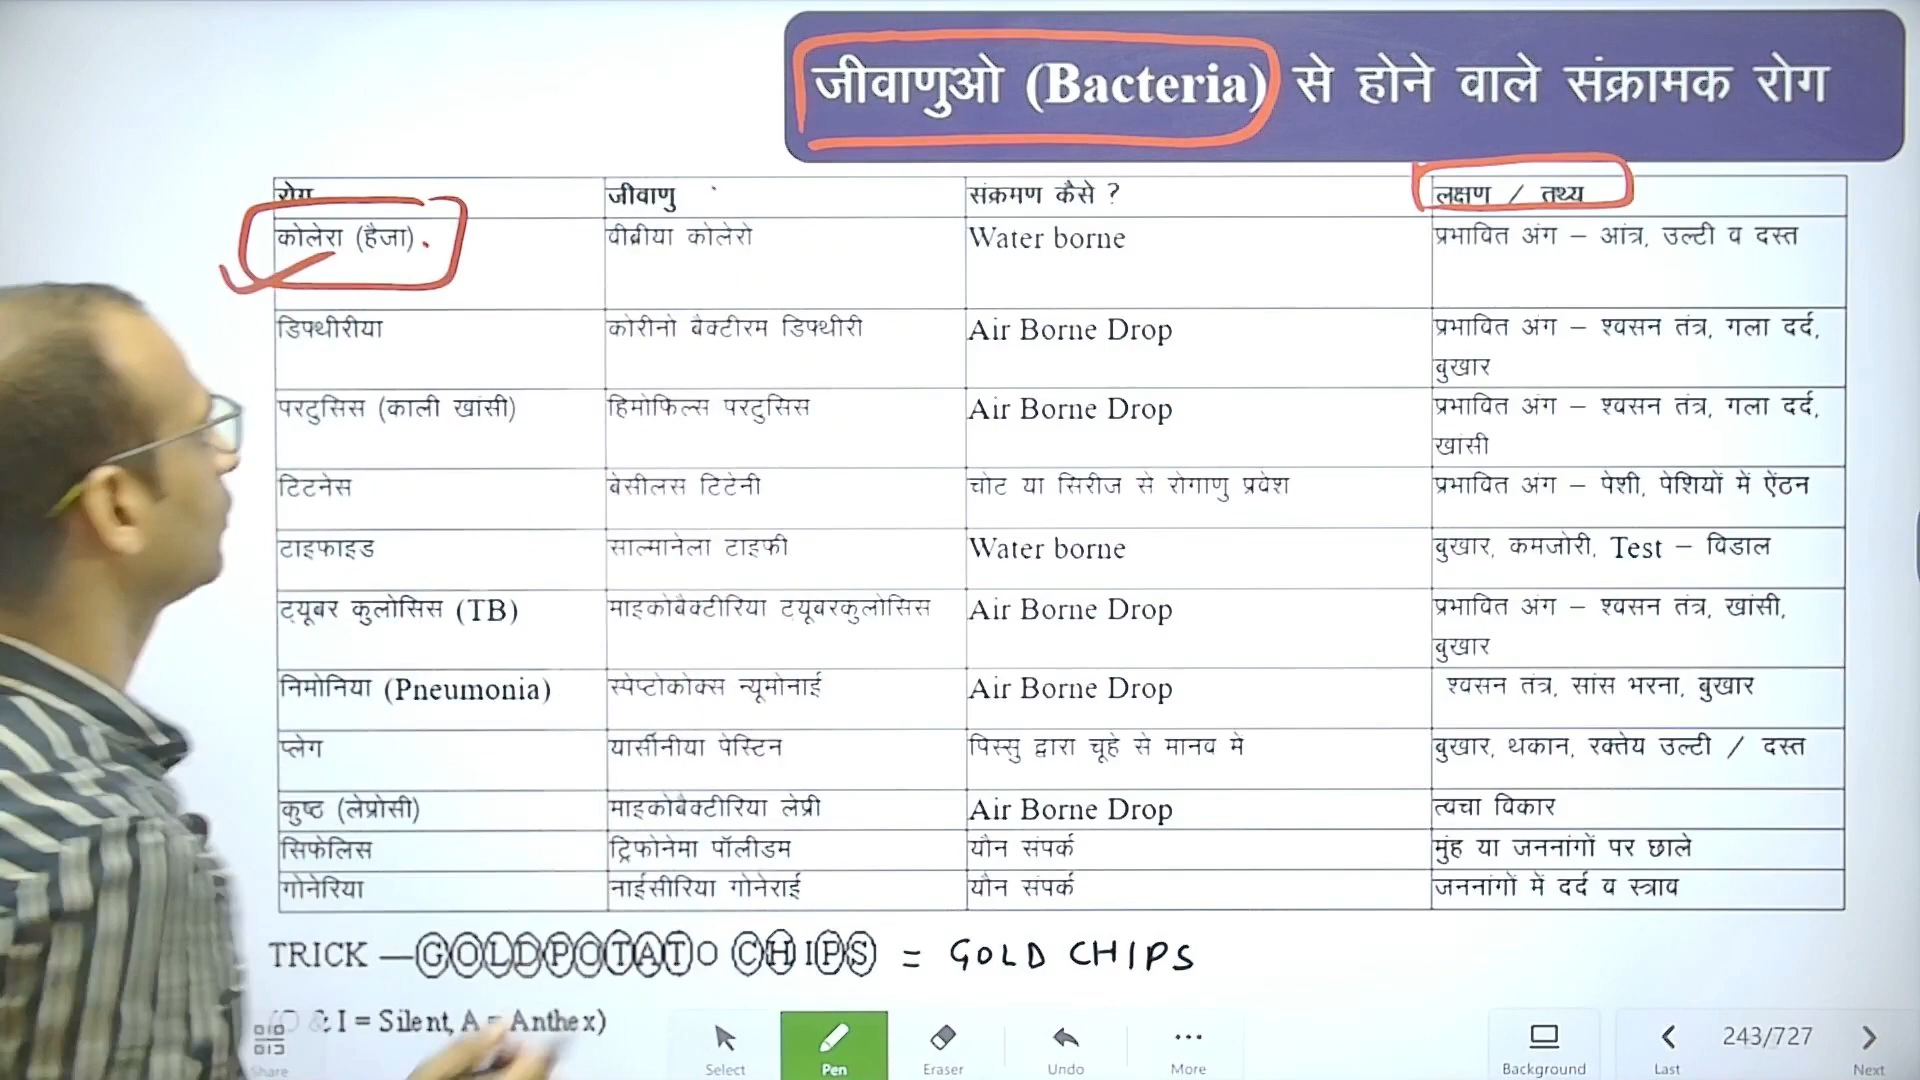 जीवाणुओ (Bacteria) से होने वाले संक्रामक रोग
रोग जीवाणु संक्रमण कैसे ? लक्षण / तथ्य
कोलेरा (हैजा) वीब्रीया कोलेरो Water borne प्रभावित अंग – आंत्र, उल्टी व दस्त
डिपथीरीया कोरीनो बैक्टीरम डिपथीरी Air Borne Drop प्रभावित अंग – श्वसन तंत्र, गला दर्द,
बुखार
परटुसिस (काली खांसी) हिमोफिल्स परटुसिस Air Borne Drop प्रभावित अंग – श्वसन तंत्र, गला दर्द,
खांसी
टिटनेस बेसीलस टिटेनी चोट या सिरीज से रोगाणु प्रवेश प्रभावित अंग – पेशी, पेशियों में ऐंठन
टाइफाइड साल्मानेला टाइफी Water borne बुखार, कमजोरी, Test – विडाल
ट्यूबर कुलोसिस (TB) माइकोबैक्टीरिया ट्यूबरकुलोसिस Air Borne Drop प्रभावित अंग – श्वसन तंत्र, खांसी,
बुखार
निमोनिया (Pneumonia) स्पेप्टोकोक्स न्यूमोनाई Air Borne Drop श्वसन तंत्र, सांस भरना, बुखार
प्लेग यार्सीनीया पेस्टिन पिस्सु द्वारा चूहे से मानव में बुखार, थकान, रक्तेय उल्टी / दस्त
कुष्ठ (लेप्रोसी) माइकोबैक्टीरिया लेप्री Air Borne Drop त्वचा विकार
सिफेलिस ट्रिफोनेमा पॉलीडम यौन संपर्क मुंह या जननांगों पर छाले
गोनेरिया नाईसीरिया गोनेराई यौन संपर्क जननांगों में दर्द व स्त्राव
TRICK —GOLDPOTATO CHIPS = GOLD CHIPS
& I = Silent, A = Anthex)
Select Pen Eraser Undo More Background Last 243/727 Next
Share